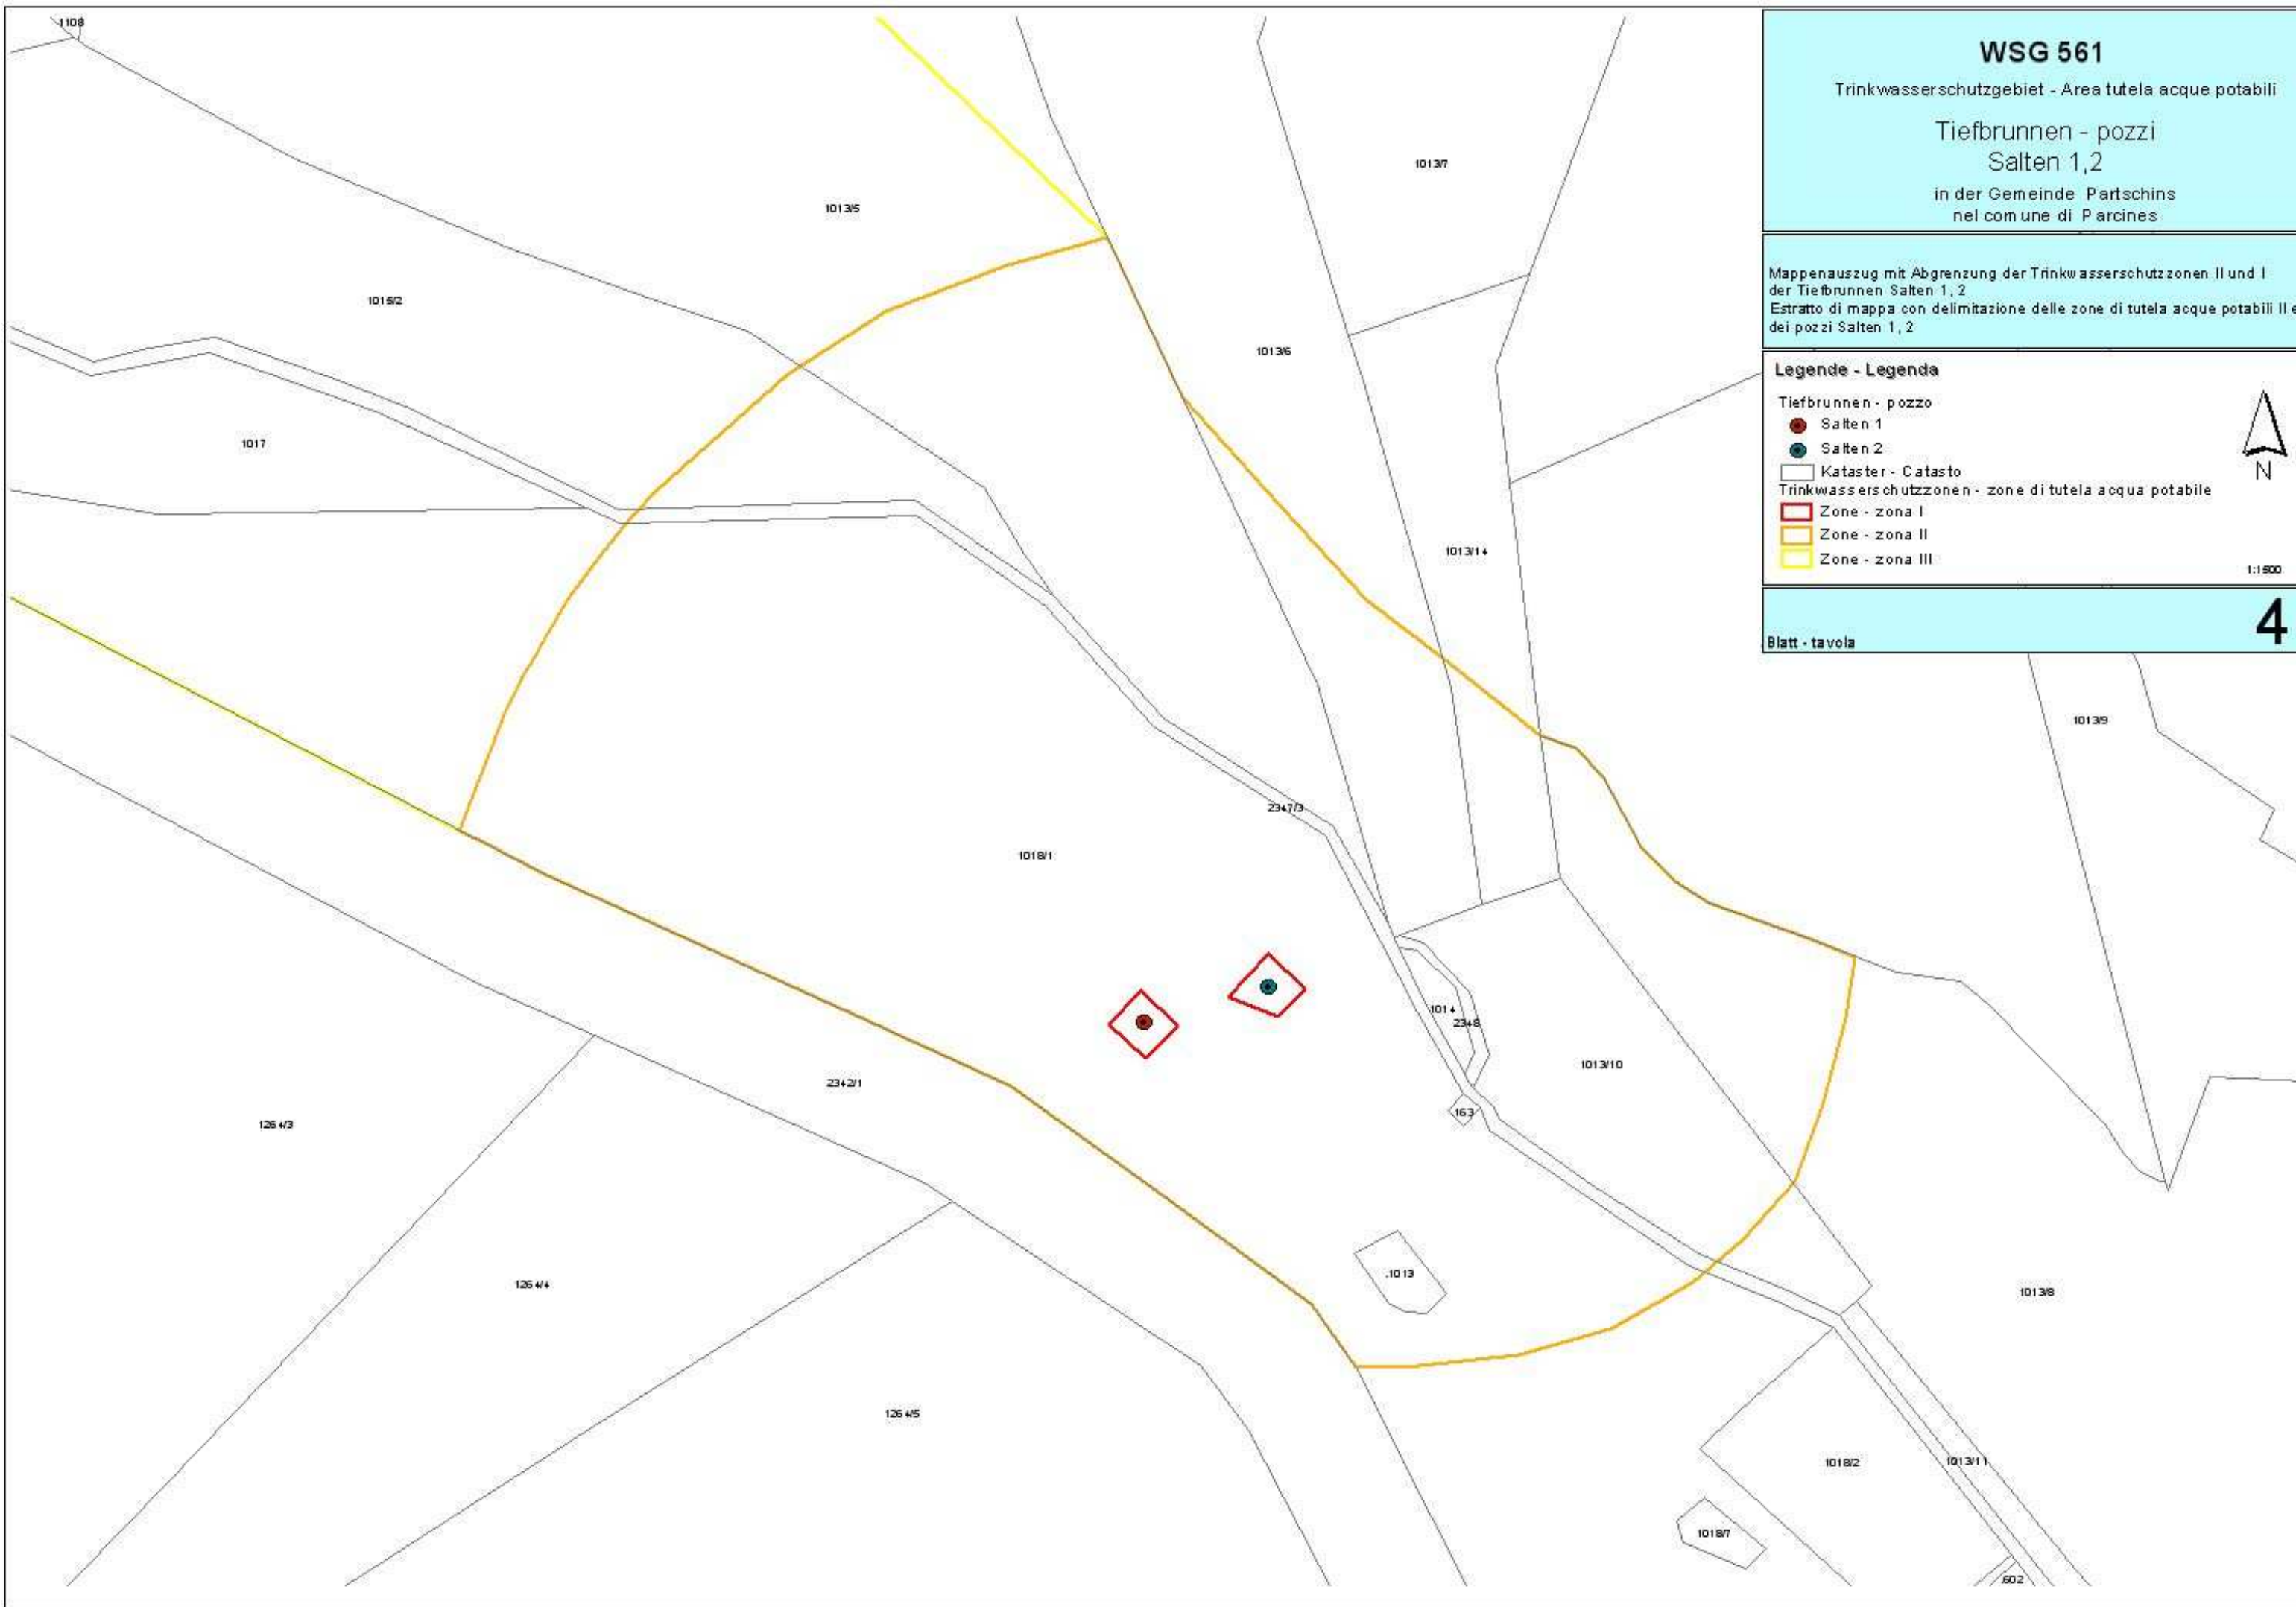 WSG 561
Trinkwasserschutzgebiet - Area tutela acque potabili
Tiefbrunnen - pozzi
Salten 1,2
in der Gemeinde Partschins
nel comune di Parcines
Mappenauszug mit Abgrenzung der Trinkwasserschutzzonen II und I
der Tiefbrunnen Salten 1, 2
Estratto di mappa con delimitazione delle zone di tutela acque potabili II e
dei pozzi Salten 1, 2
Legende - Legenda
Tiefbrunnen - pozzo
Salten 1
Salten 2
Kataster - Catasto
N
Trinkwasserschutzzonen - zone di tutela acqua potabile
Zone - zona I
Zone - zona II
Zone - zona III
1:1500
Blatt - tavola
4
1108
1013/7
1013/5
1015/2
1013/6
1017
1013/14
1013/9
2347/3
1018/1
1014
2348
1013/10
2342/1
163
1264/3
.1013
1264/4
1013/8
1264/5
1018/2
1013/11
1018/7
.602